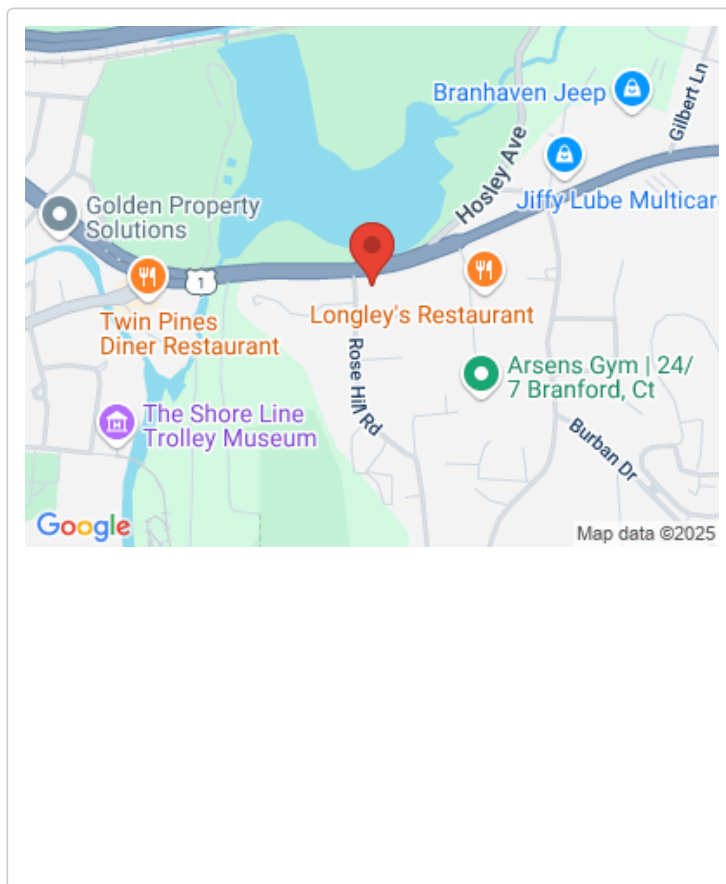 Branhaven Jeep
Gilbert Ln
Hosley Ave
Jiffy Lube Multicar
Golden Property
Solutions
1
Twin Pines
Diner Restaurant
Longley's Restaurant
Rose Hill Rd
Arsens Gym | 24/
7 Branford, Ct
The Shore Line
Trolley Museum
Burban Dr
Google
Map data ©2025